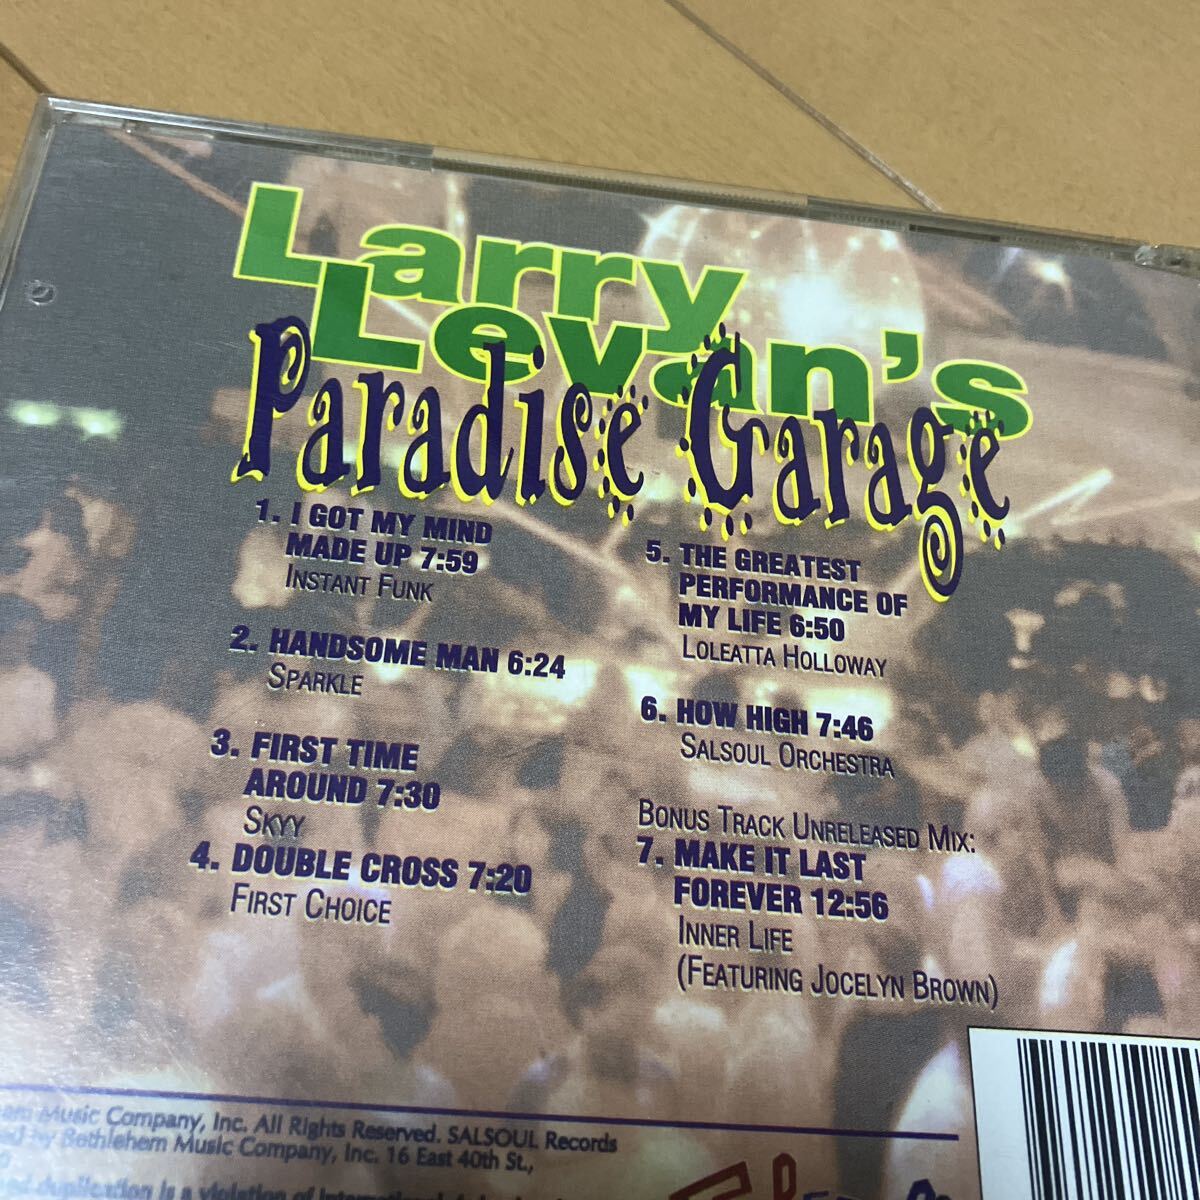 Larry
Levan's
Paradise Garage
1. I GOT MY MIND
MADE UP 7:59
INSTANT FUNK
2. HANDSOME MAN 6:24
SPARKLE
3. FIRST TIME
AROUND 7:30
SKYY
4. DOUBLE CROSS 7:20
FIRST CHOICE
5. THE GREATEST
PERFORMANCE OF
MY LIFE 6:50
LOLEATTA HOLLOWAY
6. HOW HIGH 7:46
SALSOUL ORCHESTRA
BONUS TRACK UNRELEASED MIX:
7. MAKE IT LAST
FOREVER 12:56
INNER LIFE
(FEATURING JOCELYN BROWN)
Music Company, Inc. All Rights Reserved. SALSOUL Records
by Bethlehem Music Company, Inc. 16 East 40th St.,
duplication is a violation of